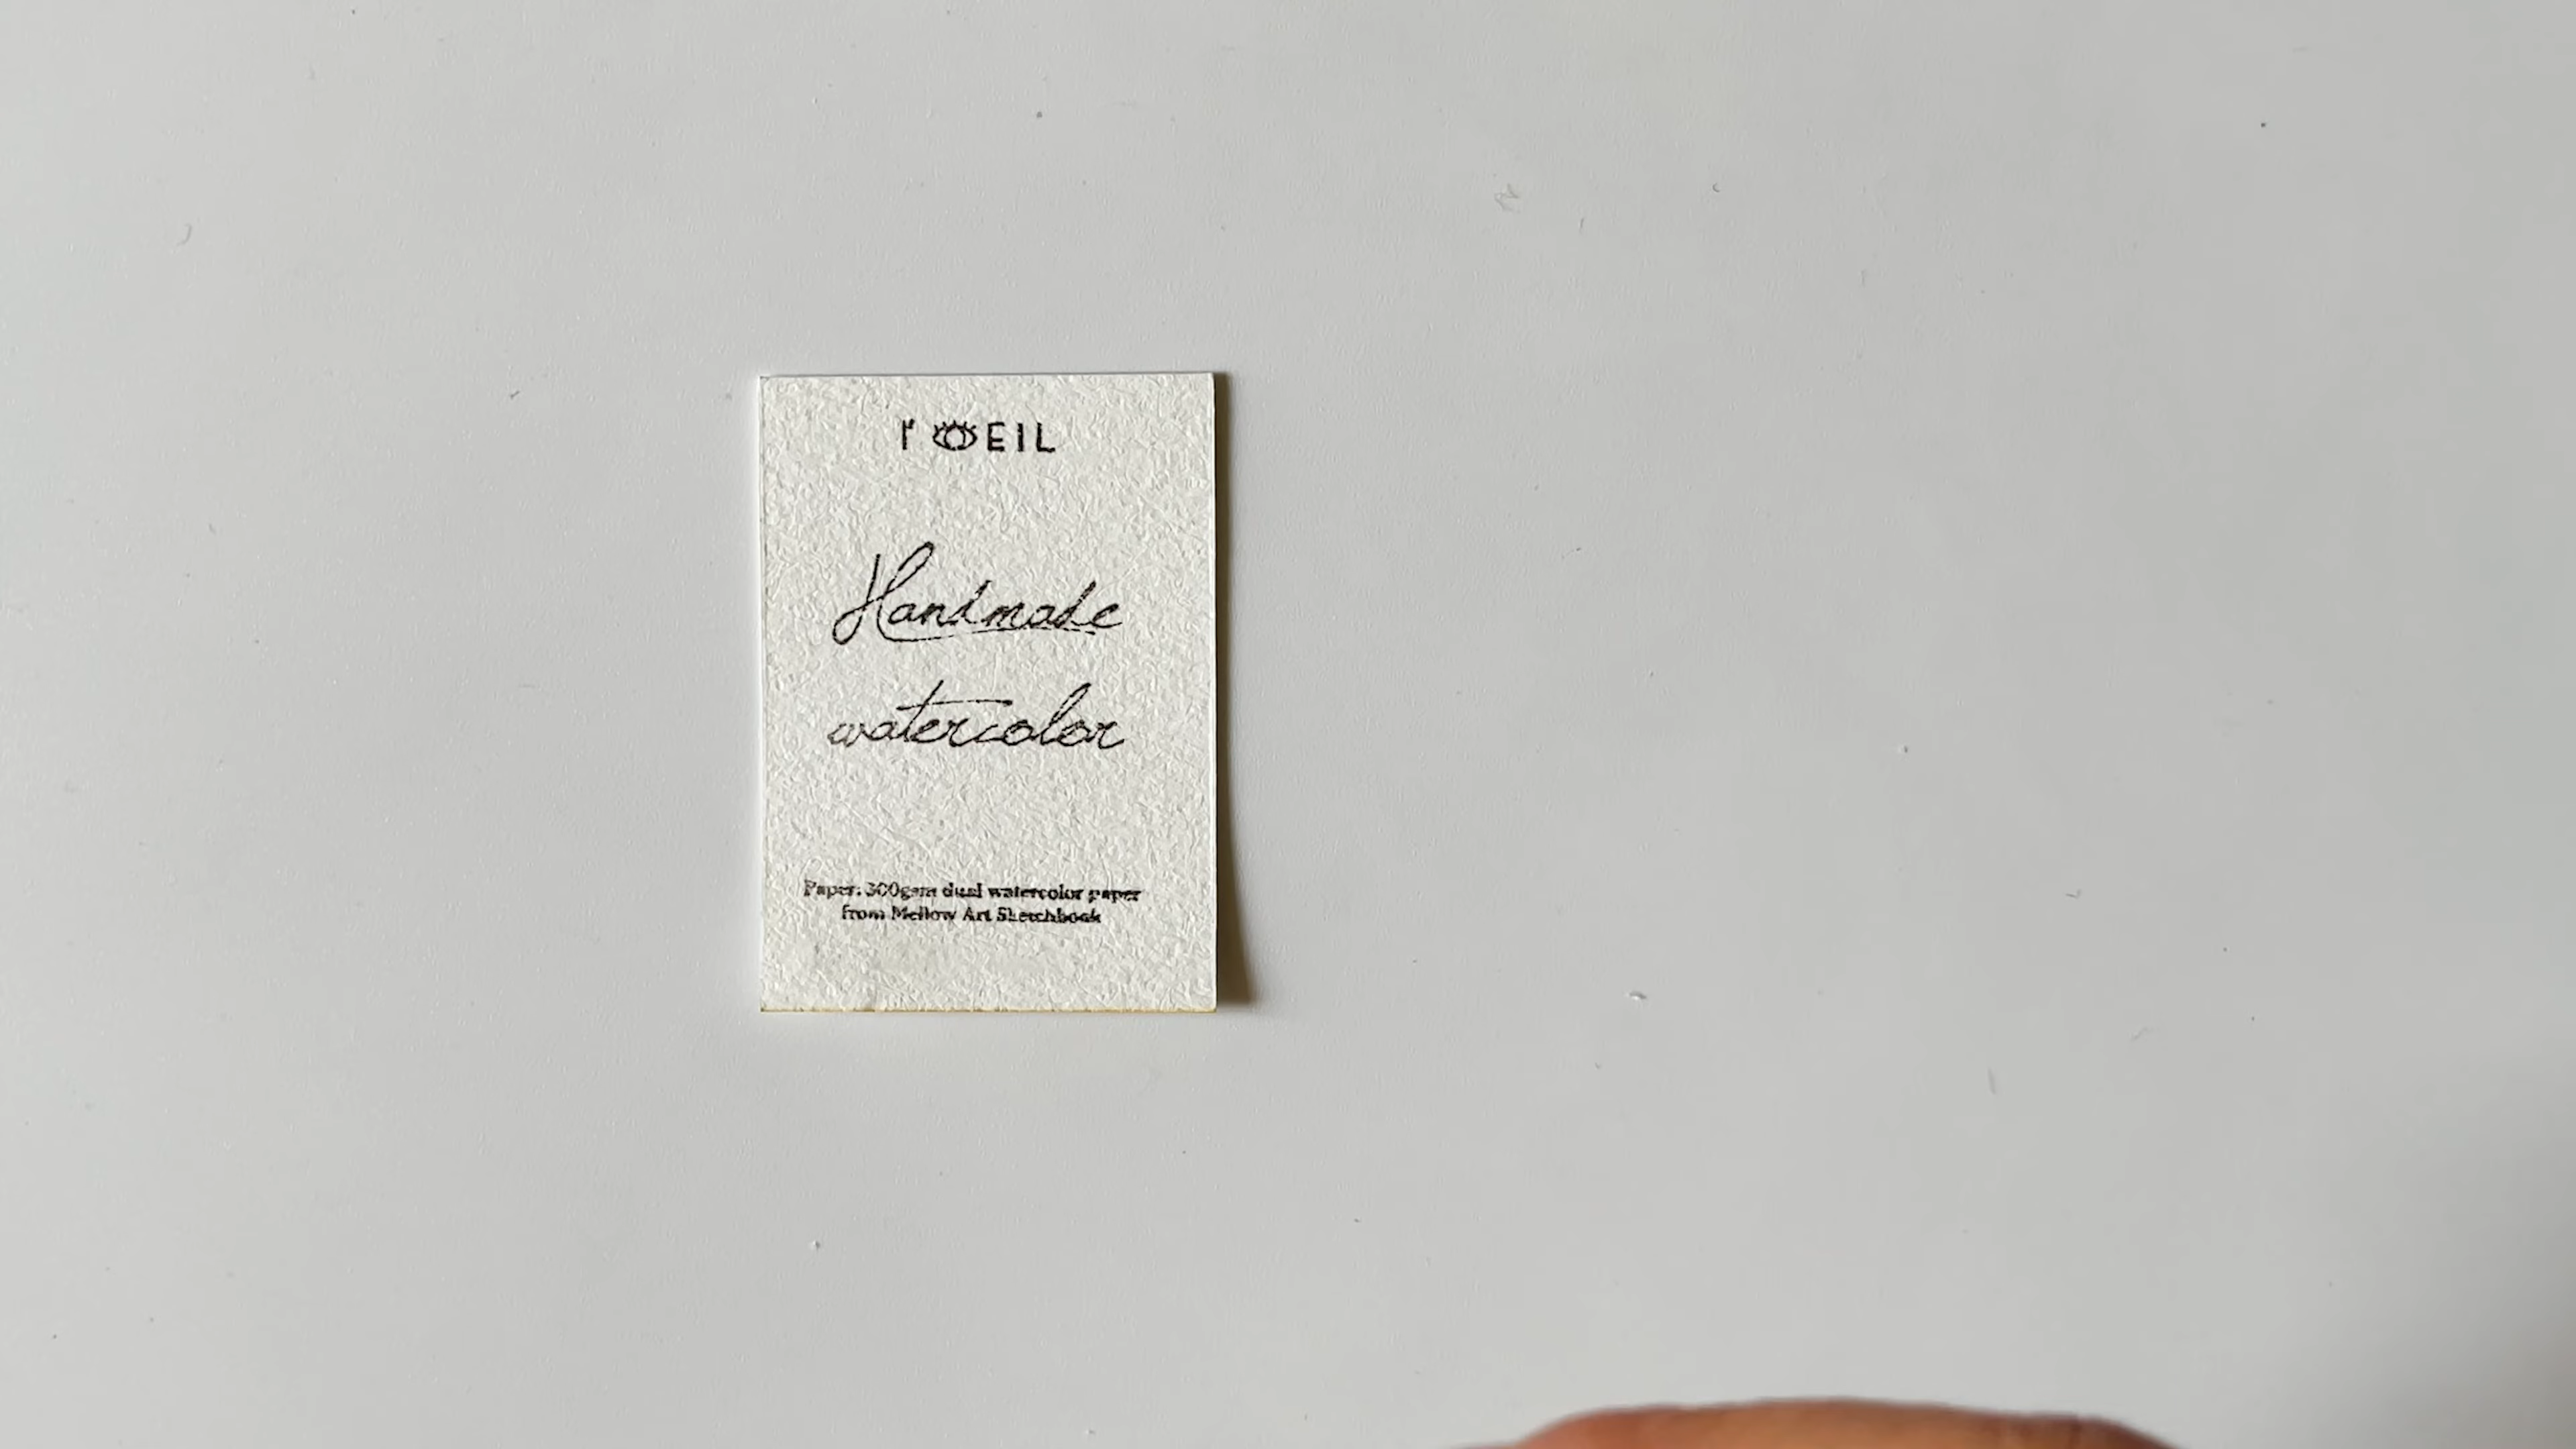 l' OEIL
Handmade
watercolor
Paper: 300gsm dual watercolor paper
from Mellow Art Sketchbook